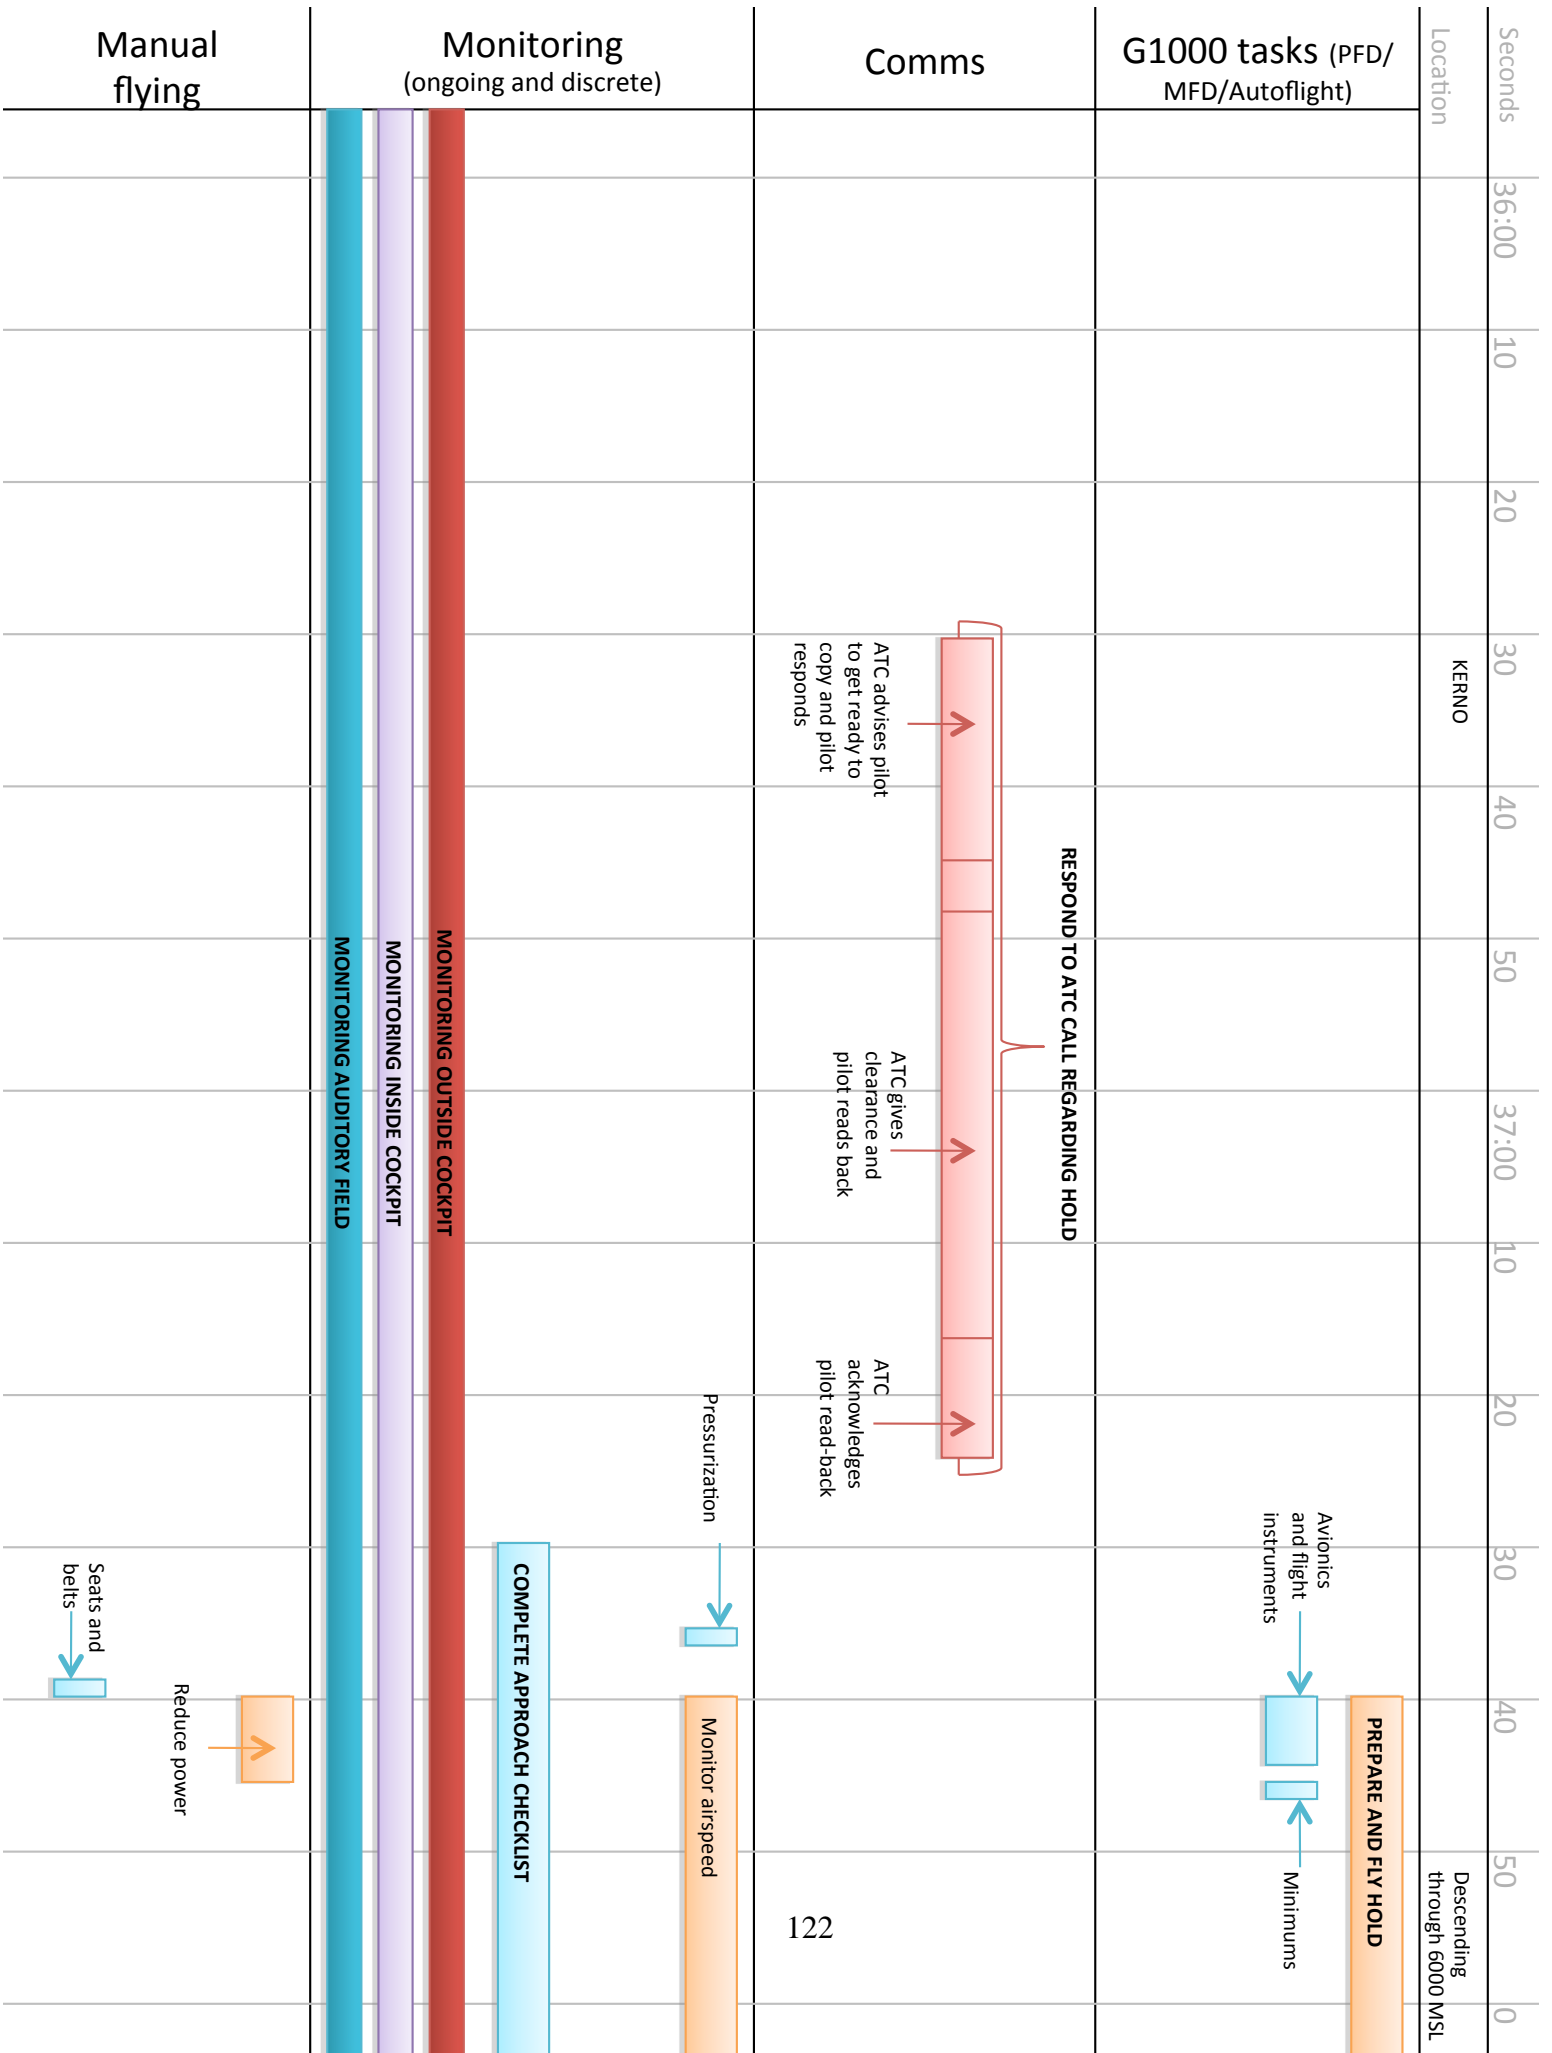 Manual
flying
Monitoring
(ongoing and discrete)
Comms
G1000 tasks (PFD/
MFD/Autoflight)
Location
Seconds
36:00
10
20
30
40
50
37:00
10
20
30
40
50
0
KERNO
Descending
through 6000 MSL
PREPARE AND FLY HOLD
Avionics
and flight
instruments
Minimums
RESPOND TO ATC CALL REGARDING HOLD
ATC advises pilot
to get ready to
copy and pilot
responds
ATC gives
clearance and
pilot reads back
ATC
acknowledges
pilot read-back
Pressurization
Monitor airspeed
COMPLETE APPROACH CHECKLIST
MONITORING OUTSIDE COCKPIT
MONITORING INSIDE COCKPIT
MONITORING AUDITORY FIELD
Reduce power
Seats and
belts
122